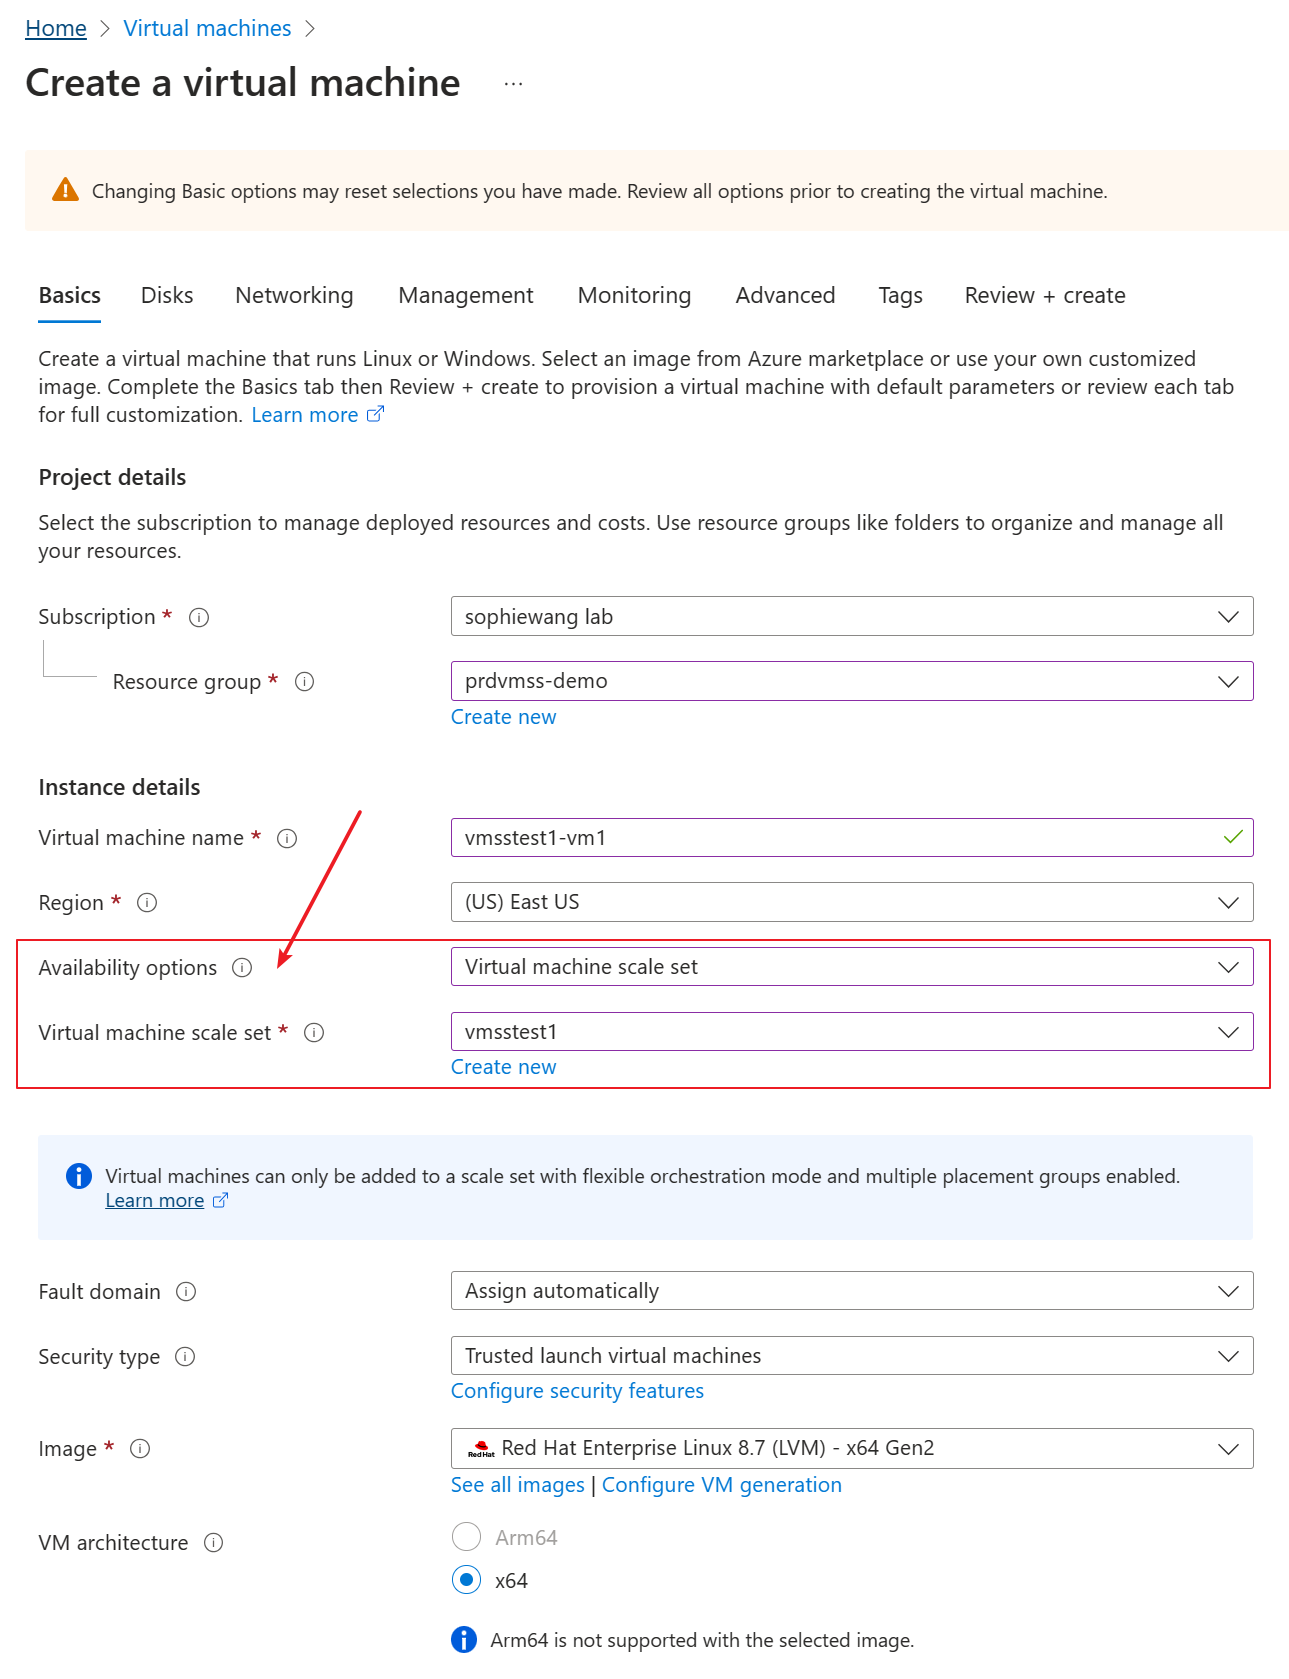 Home > Virtual machines >
Create a virtual machine ...
Changing Basic options may reset selections you have made. Review all options prior to creating the virtual machine.
Basics Disks Networking Management Monitoring Advanced Tags Review + create
Create a virtual machine that runs Linux or Windows. Select an image from Azure marketplace or use your own customized
image. Complete the Basics tab then Review + create to provision a virtual machine with default parameters or review each tab
for full customization. Learn more
Project details
Select the subscription to manage deployed resources and costs. Use resource groups like folders to organize and manage all
your resources.
Subscription * sophiewang lab
Resource group * prdvmss-demo
Create new
Instance details
Virtual machine name * vmsstest1-vm1
Region * (US) East US
Availability options Virtual machine scale set
Virtual machine scale set * vmsstest1
Create new
Virtual machines can only be added to a scale set with flexible orchestration mode and multiple placement groups enabled.
Learn more
Fault domain Assign automatically
Security type Trusted launch virtual machines
Configure security features
Image * Red Hat Red Hat Enterprise Linux 8.7 (LVM) - x64 Gen2
See all images | Configure VM generation
VM architecture Arm64
x64
Arm64 is not supported with the selected image.